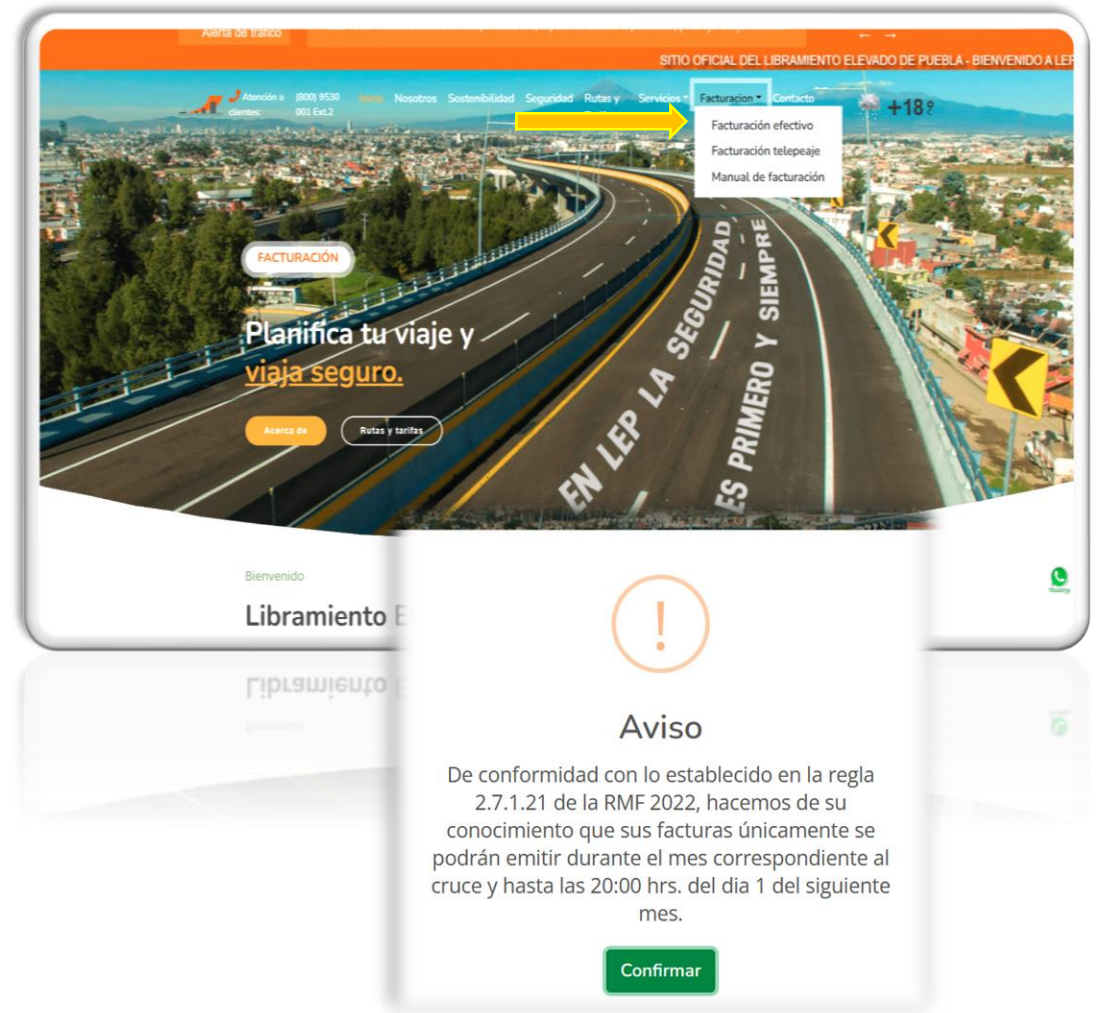 Alerta de tráfico
← →
SITIO OFICIAL DEL LIBRAMIENTO ELEVADO DE PUEBLA - BIENVENIDO A LEP
Atención a (800) 9530 Inicio Nosotros Sostenibilidad Seguridad Rutas y Servicios Facturacion Contacto
clientes: 001 Ext.2
+18°
Facturación efectivo
Facturación telepeaje
Manual de facturación
FACTURACIÓN
Planifica tu viaje y
viaja seguro.
Acerca de Rutas y tarifas
EN LEP LA SEGURIDAD
ES PRIMERO Y SIEMPRE
Bienvenido
Libramiento E
Aviso
De conformidad con lo establecido en la regla
2.7.1.21 de la RMF 2022, hacemos de su
conocimiento que sus facturas únicamente se
podrán emitir durante el mes correspondiente al
cruce y hasta las 20:00 hrs. del dia 1 del siguiente
mes.
Confirmar